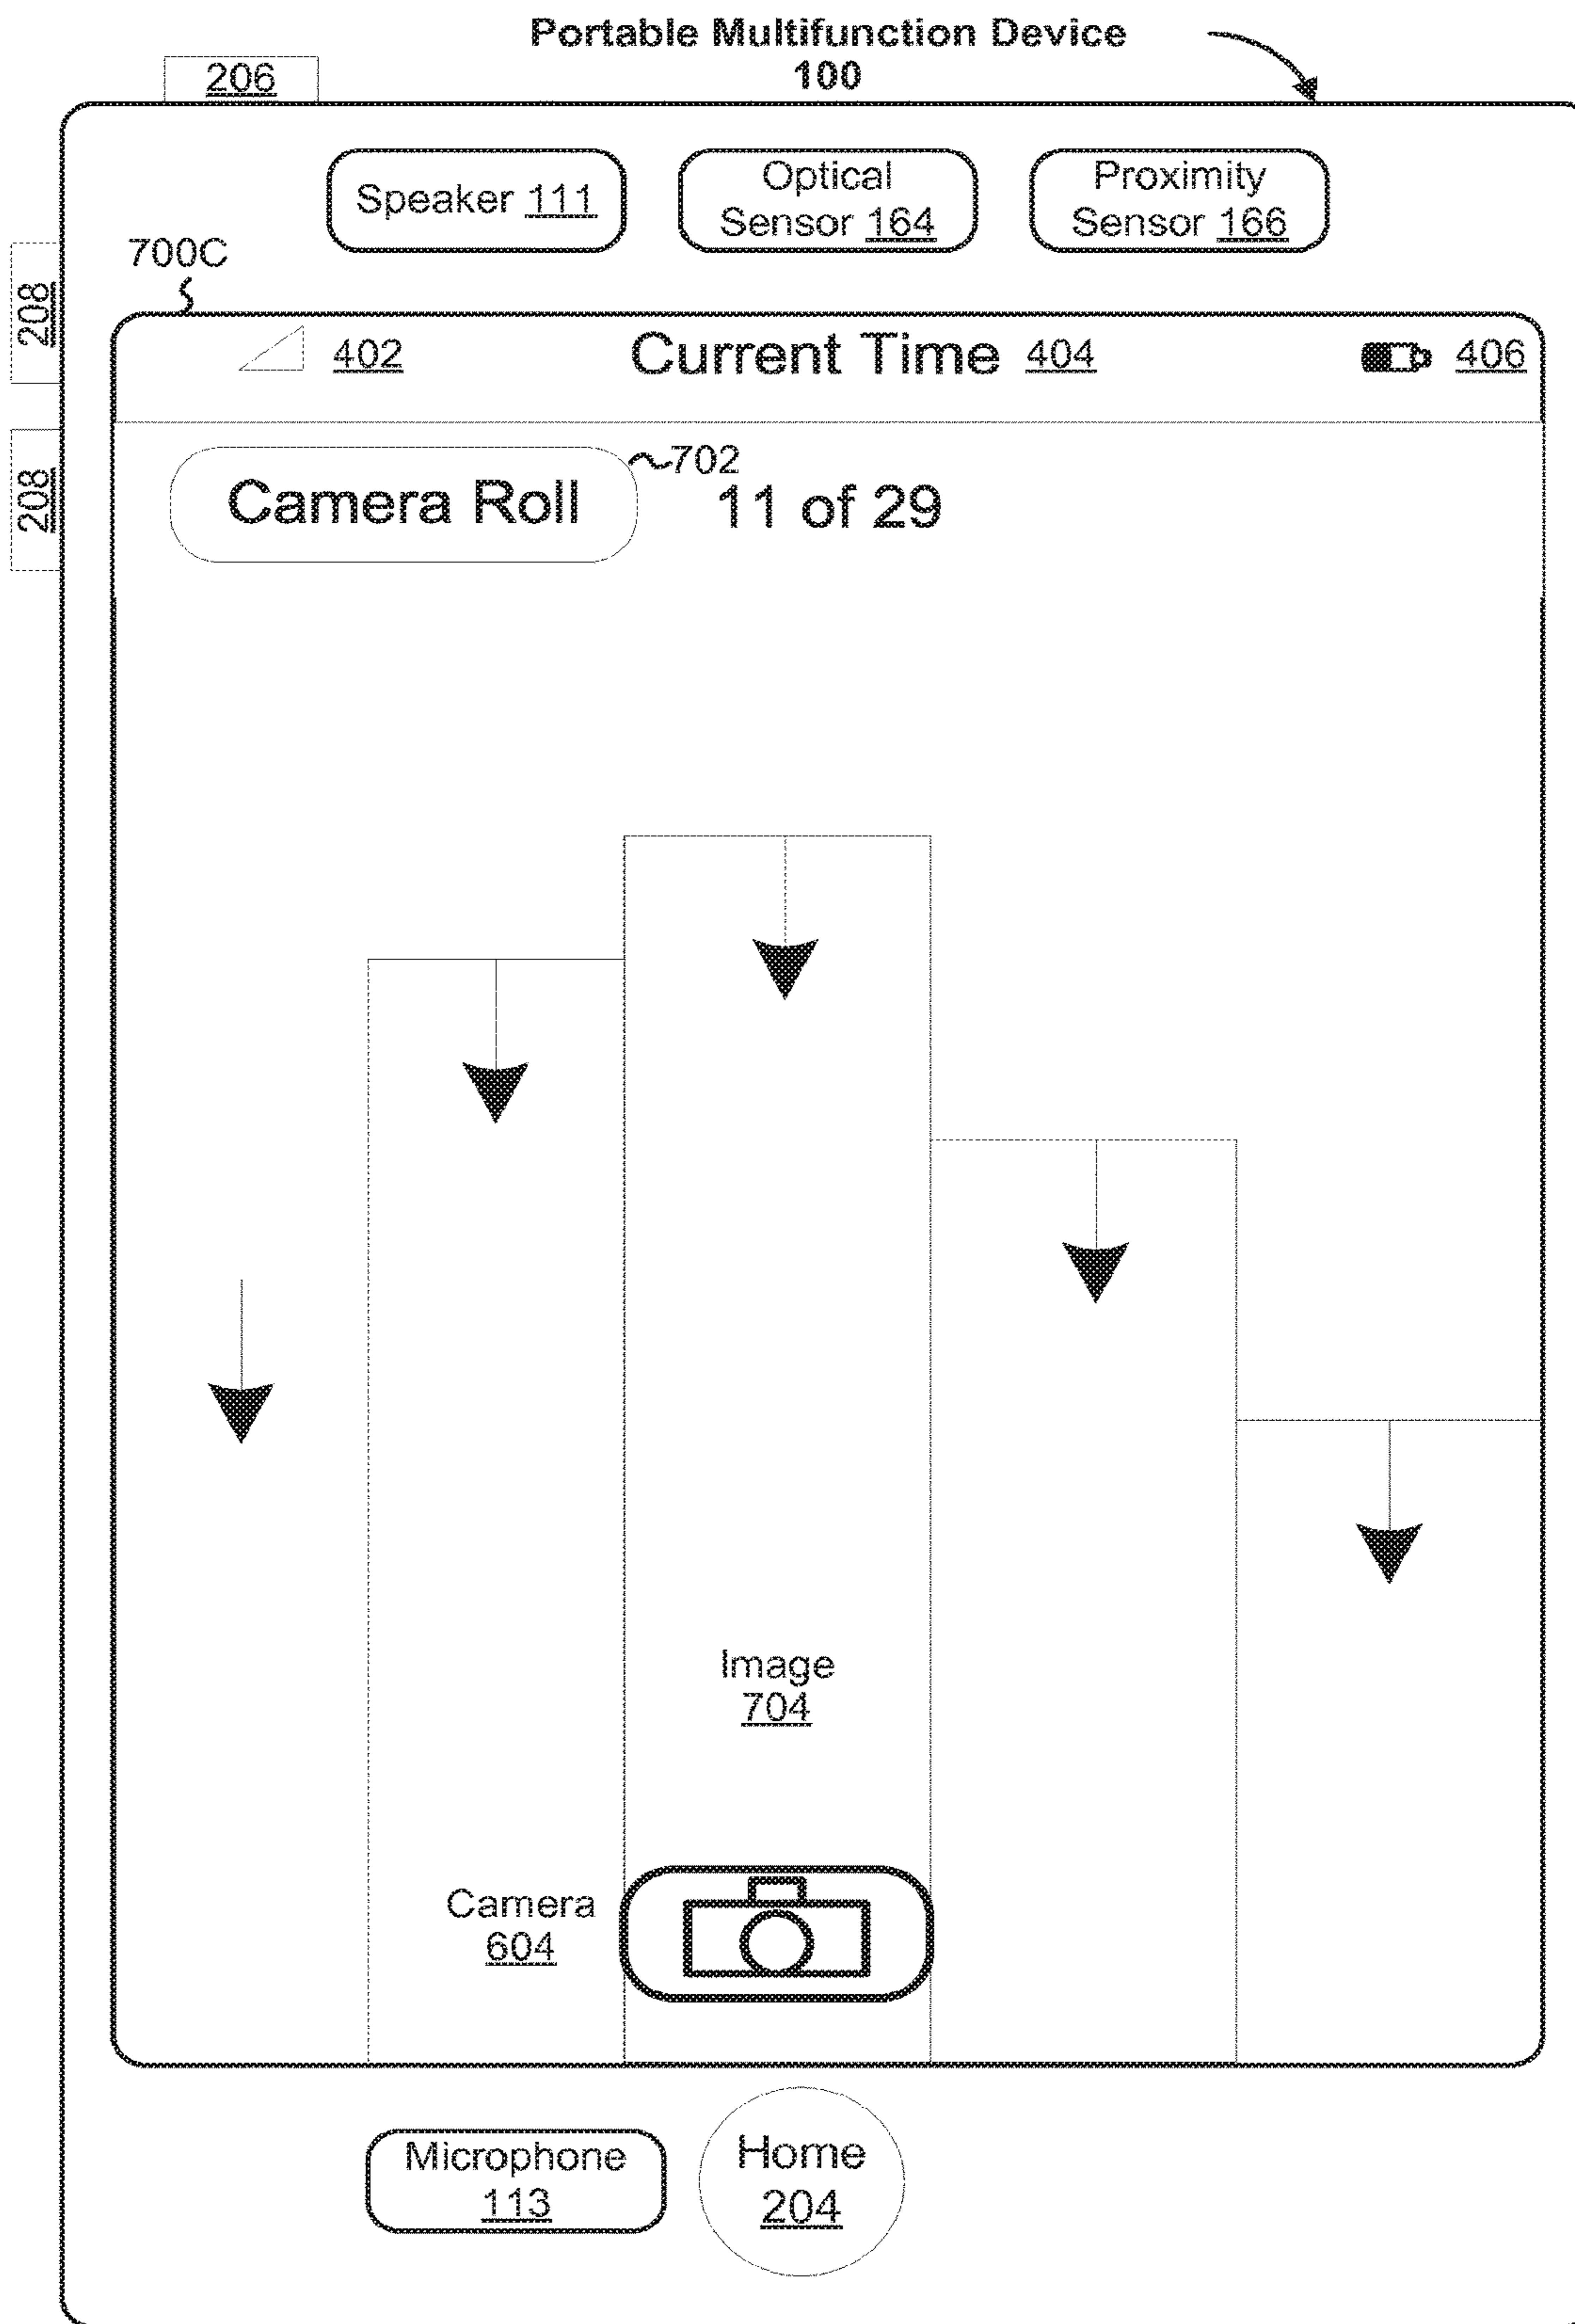 Portable Multifunction Device
100
206
Speaker 111
Optical
Sensor 164
Proximity
Sensor 166
700C
208
402
Current Time 404
406
208
702
Camera Roll
11 of 29
Image
704
Camera
604
Microphone
113
Home
204